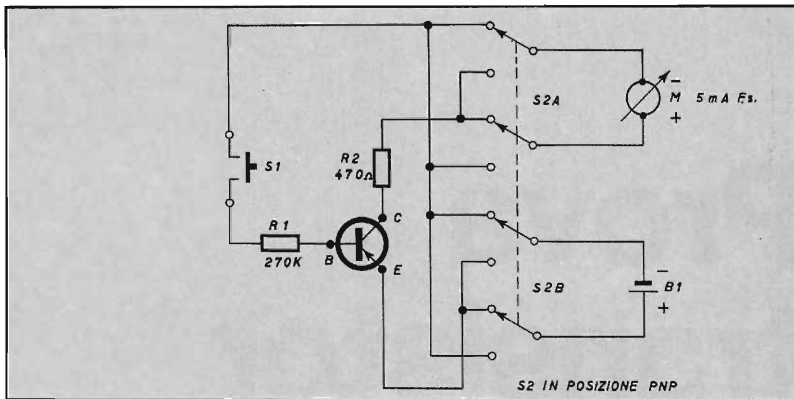 S2A
- M 5 mA F.s.
+
R2
470Ω
S1
C
R1
B
270K
E
-
S2B
B1
+
S2 IN POSIZIONE PNP